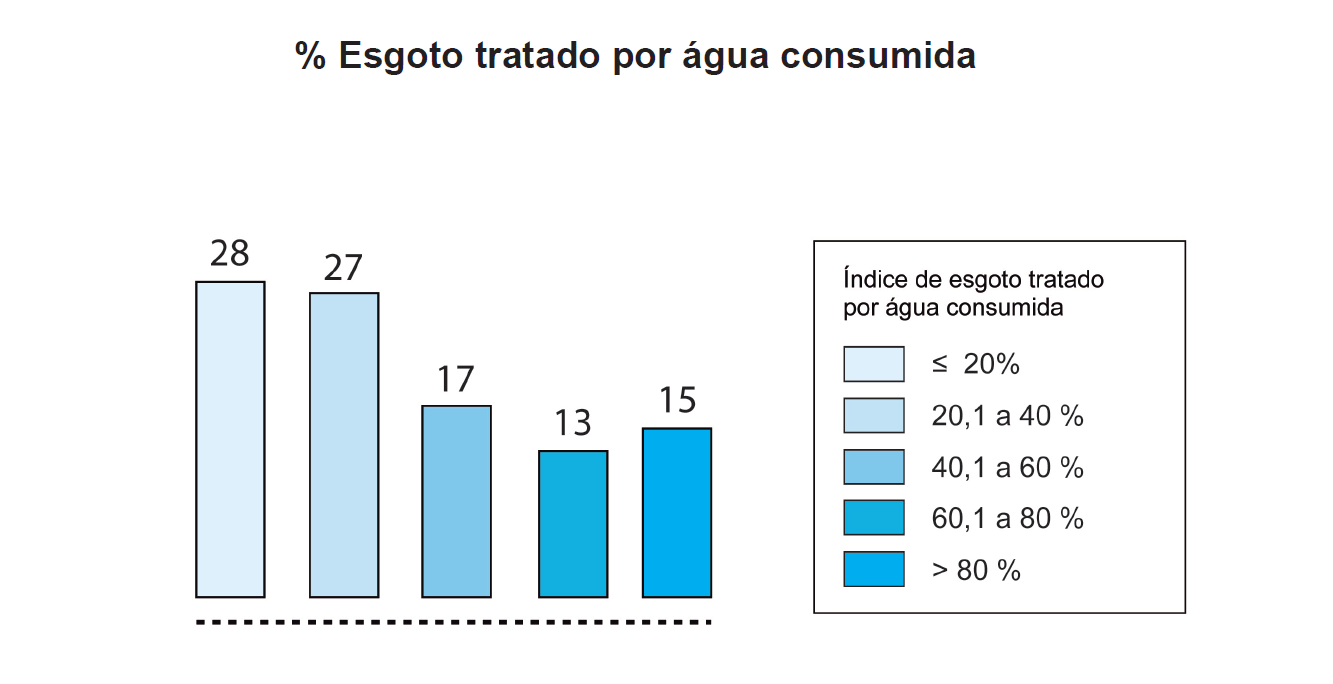 % Esgoto tratado por água consumida
28
27
17
13
15
Índice de esgoto tratado
por água consumida
≤ 20%
20,1 a 40 %
40,1 a 60 %
60,1 a 80 %
> 80 %